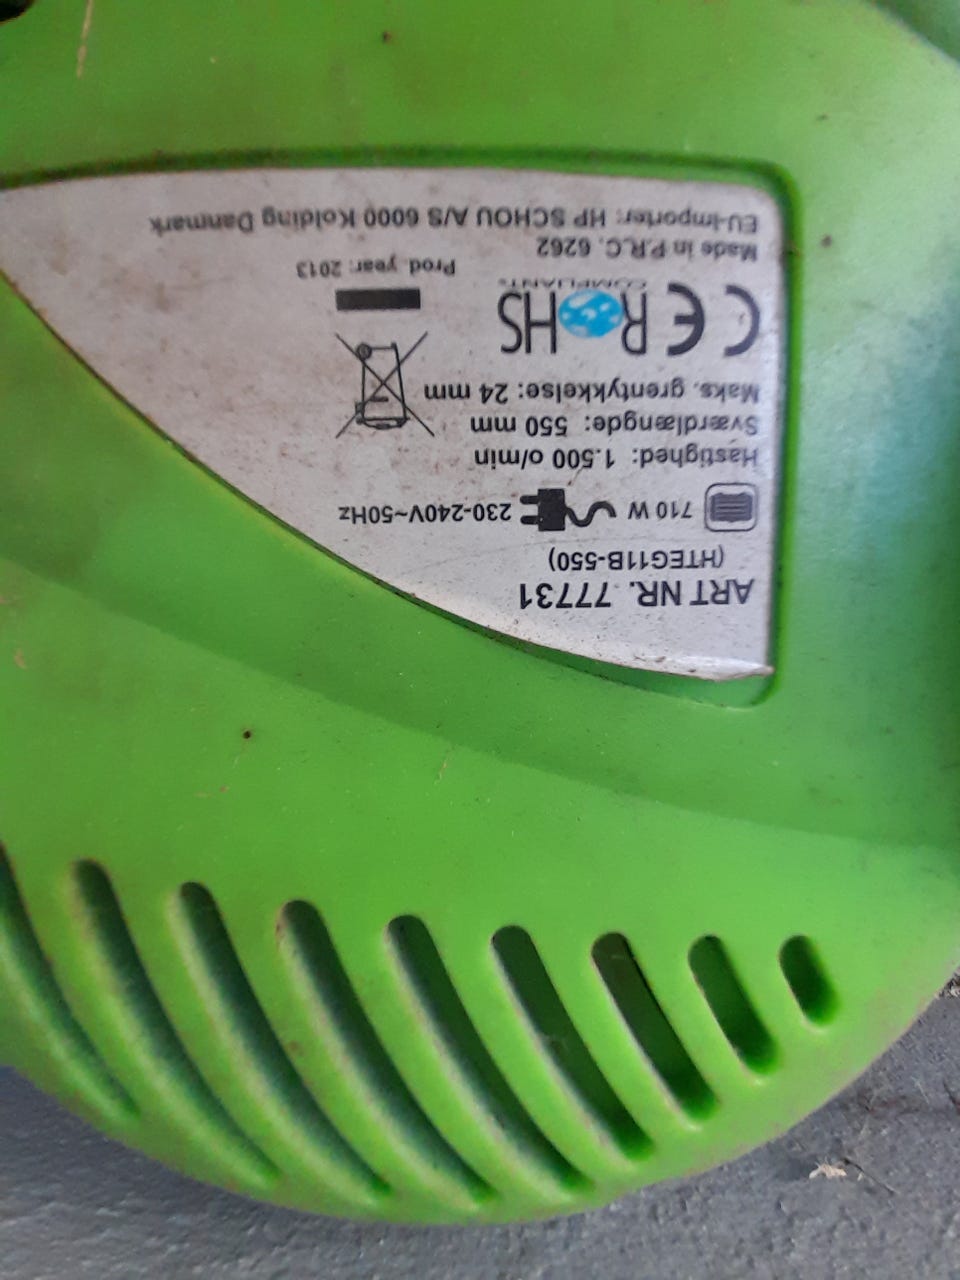 ART NR. 77731
(HTEG11B-550)
710 W 230-240V~50Hz
Hastighed: 1.500 o/min
Sværdlængde: 550 mm
Maks. grentykkelse: 24 mm
CE RoHS
COMPLIANT
Prod. year: 2013
Made in P.R.C. 6262
EU-Importer: HP SCHOU A/S 6000 Kolding Danmark